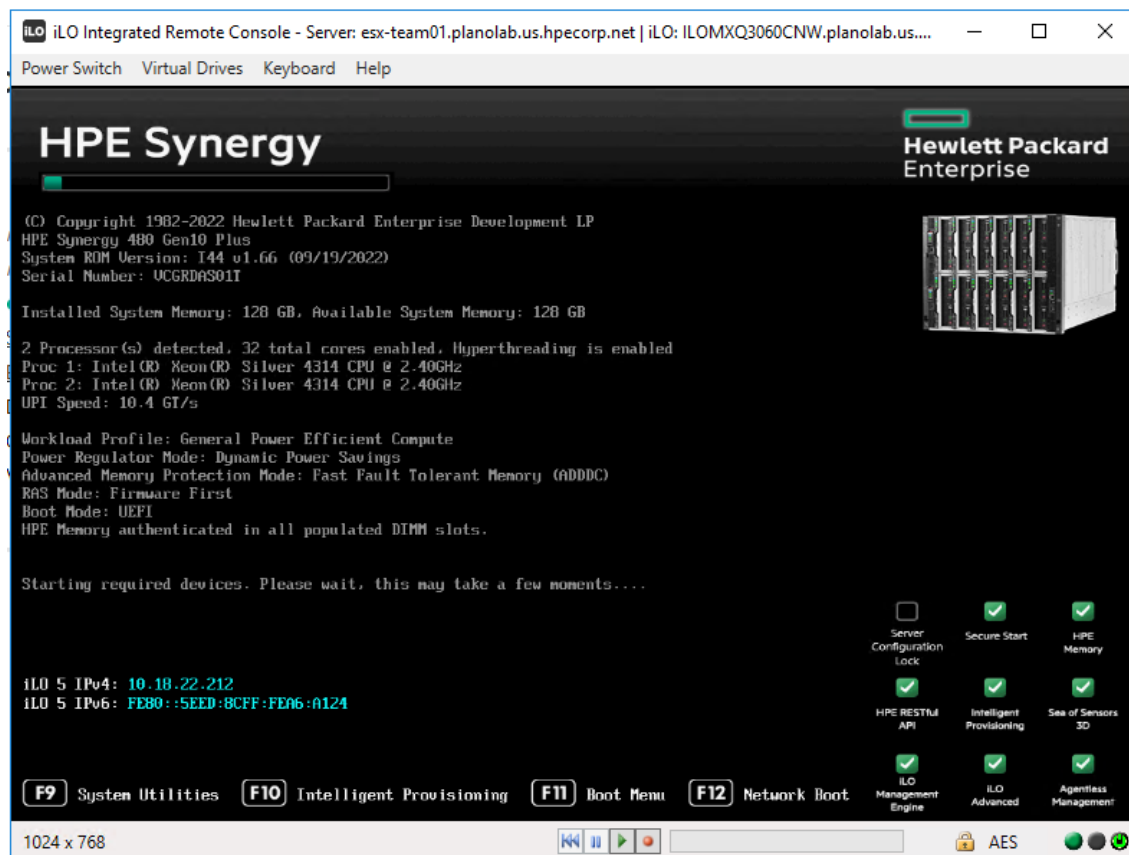 iLO iLO Integrated Remote Console - Server: esx-team01.planolab.us.hpecorp.net | iLO: ILOMXQ3060CNW.planolab.us....
Power Switch Virtual Drives Keyboard Help
HPE Synergy
Hewlett Packard
Enterprise
(C) Copyright 1982-2022 Hewlett Packard Enterprise Development LP
HPE Synergy 480 Gen10 Plus
System ROM Version: I44 v1.66 (09/19/2022)
Serial Number: VCGRDAS01T
Installed System Memory: 128 GB, Available System Memory: 128 GB
2 Processor(s) detected, 32 total cores enabled, Hyperthreading is enabled
Proc 1: Intel(R) Xeon(R) Silver 4314 CPU @ 2.40GHz
Proc 2: Intel(R) Xeon(R) Silver 4314 CPU @ 2.40GHz
UPI Speed: 10.4 GT/s
Workload Profile: General Power Efficient Compute
Power Regulator Mode: Dynamic Power Savings
Advanced Memory Protection Mode: Fast Fault Tolerant Memory (ADDDC)
RAS Mode: Firmware First
Boot Mode: UEFI
HPE Memory authenticated in all populated DIMM slots.
Starting required devices. Please wait, this may take a few moments....
Server
Configuration
Lock
Secure Start
HPE
Memory
iLO 5 IPv4: 10.18.22.212
iLO 5 IPv6: FE80::5EED:8CFF:FEA6:A124
HPE RESTful
API
Intelligent
Provisioning
Sea of Sensors
3D
iLO
Management
Engine
iLO
Advanced
Agentless
Management
F9 System Utilities F10 Intelligent Provisioning F11 Boot Menu F12 Network Boot
1024 x 768 AES